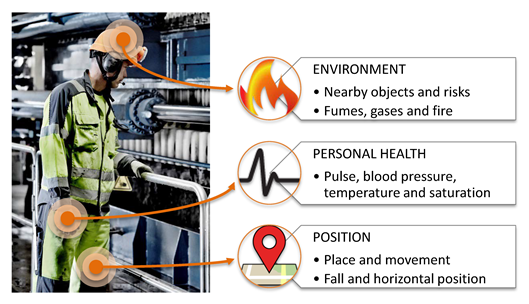 ENVIRONMENT
• Nearby objects and risks
• Fumes, gases and fire
PERSONAL HEALTH
• Pulse, blood pressure,
temperature and saturation
POSITION
• Place and movement
• Fall and horizontal position